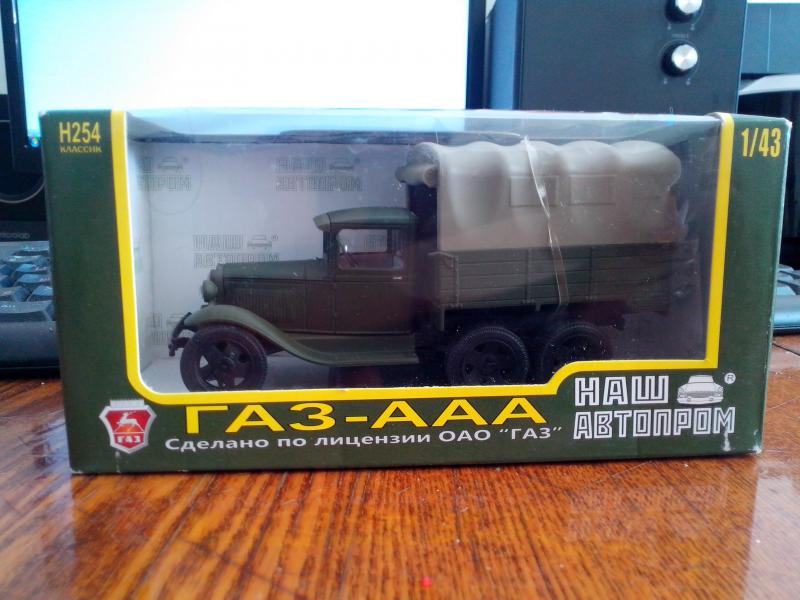 Н254
КЛАССИК
1/43
НАШ
АВТОПРОМ
НАШ
АВТОПРОМ
НАШ
АВТОПРОМ
ГАЗ-ААА
Сделано по лицензии ОАО "ГАЗ"
ГАЗ
НАШ
АВТОПРОМ
®